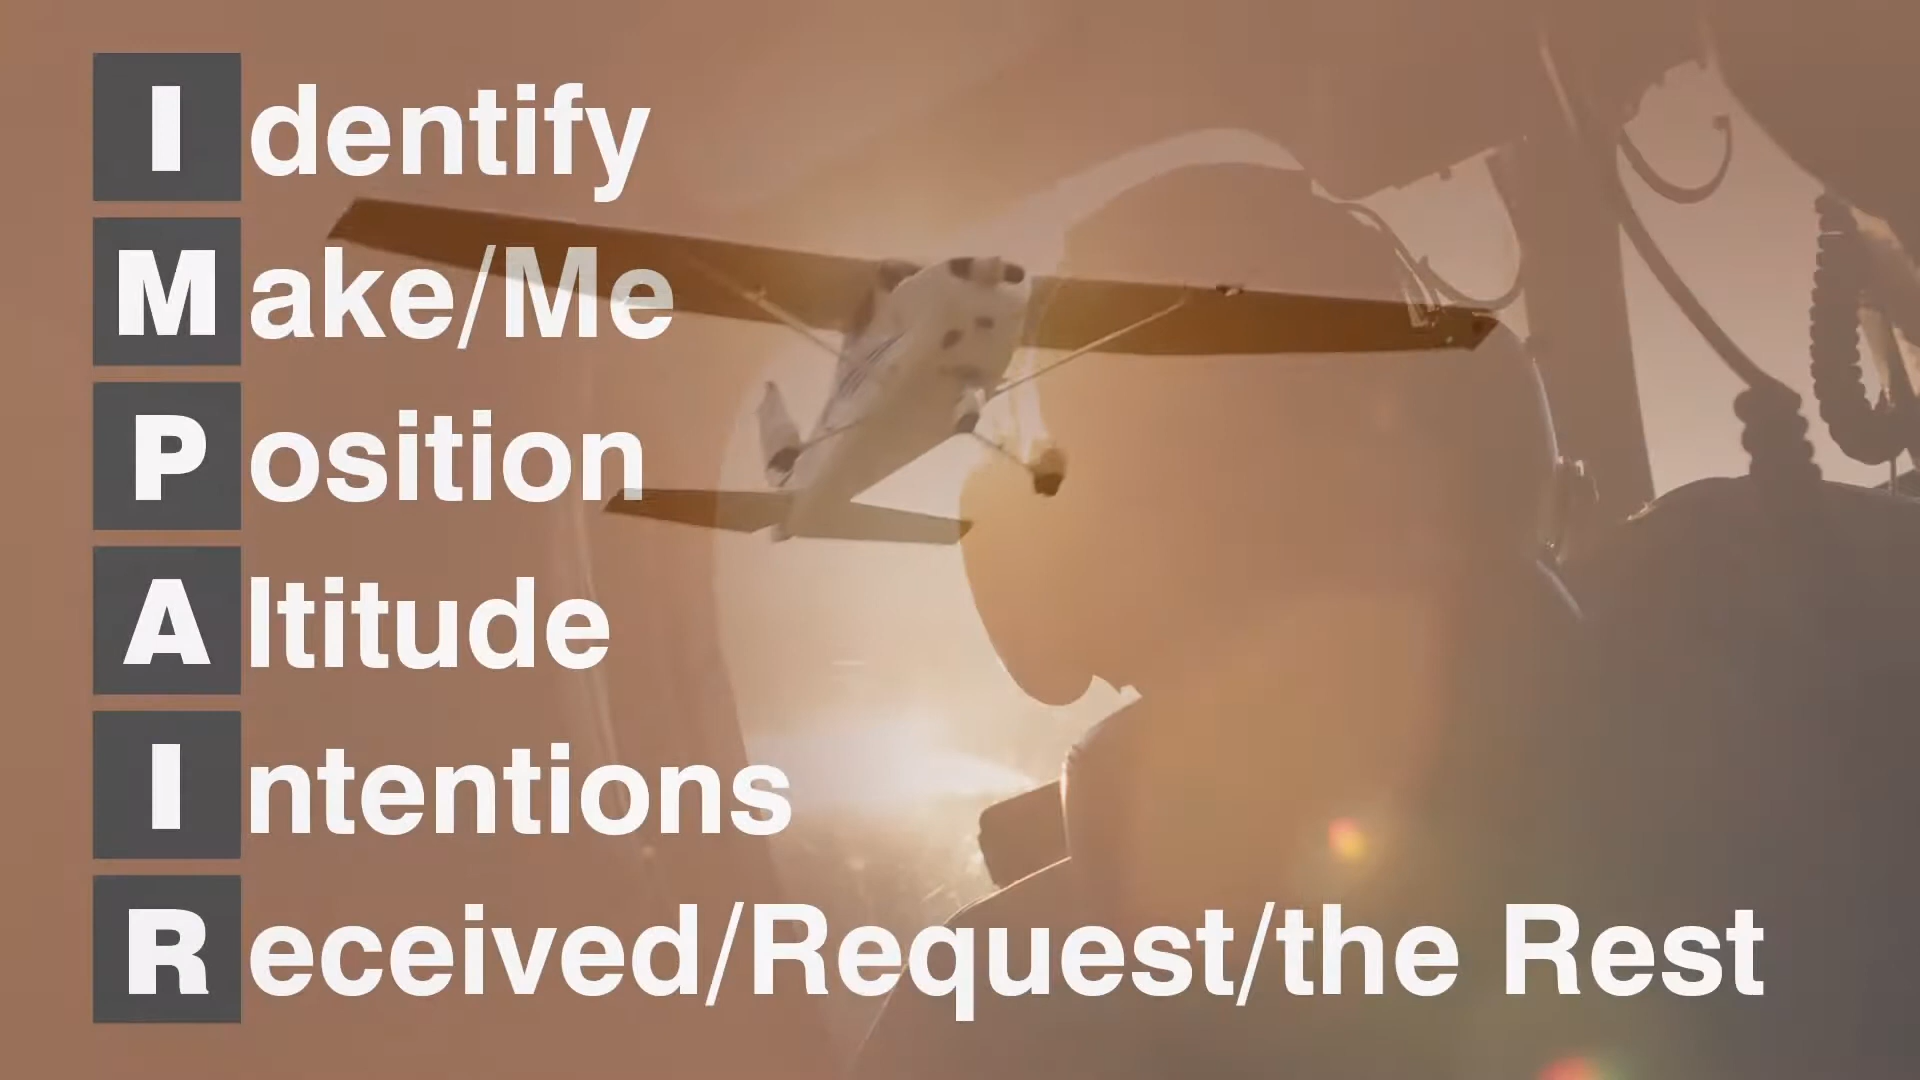 Identify
Make/Me
Position
Altitude
Intentions
Received/Request/the Rest